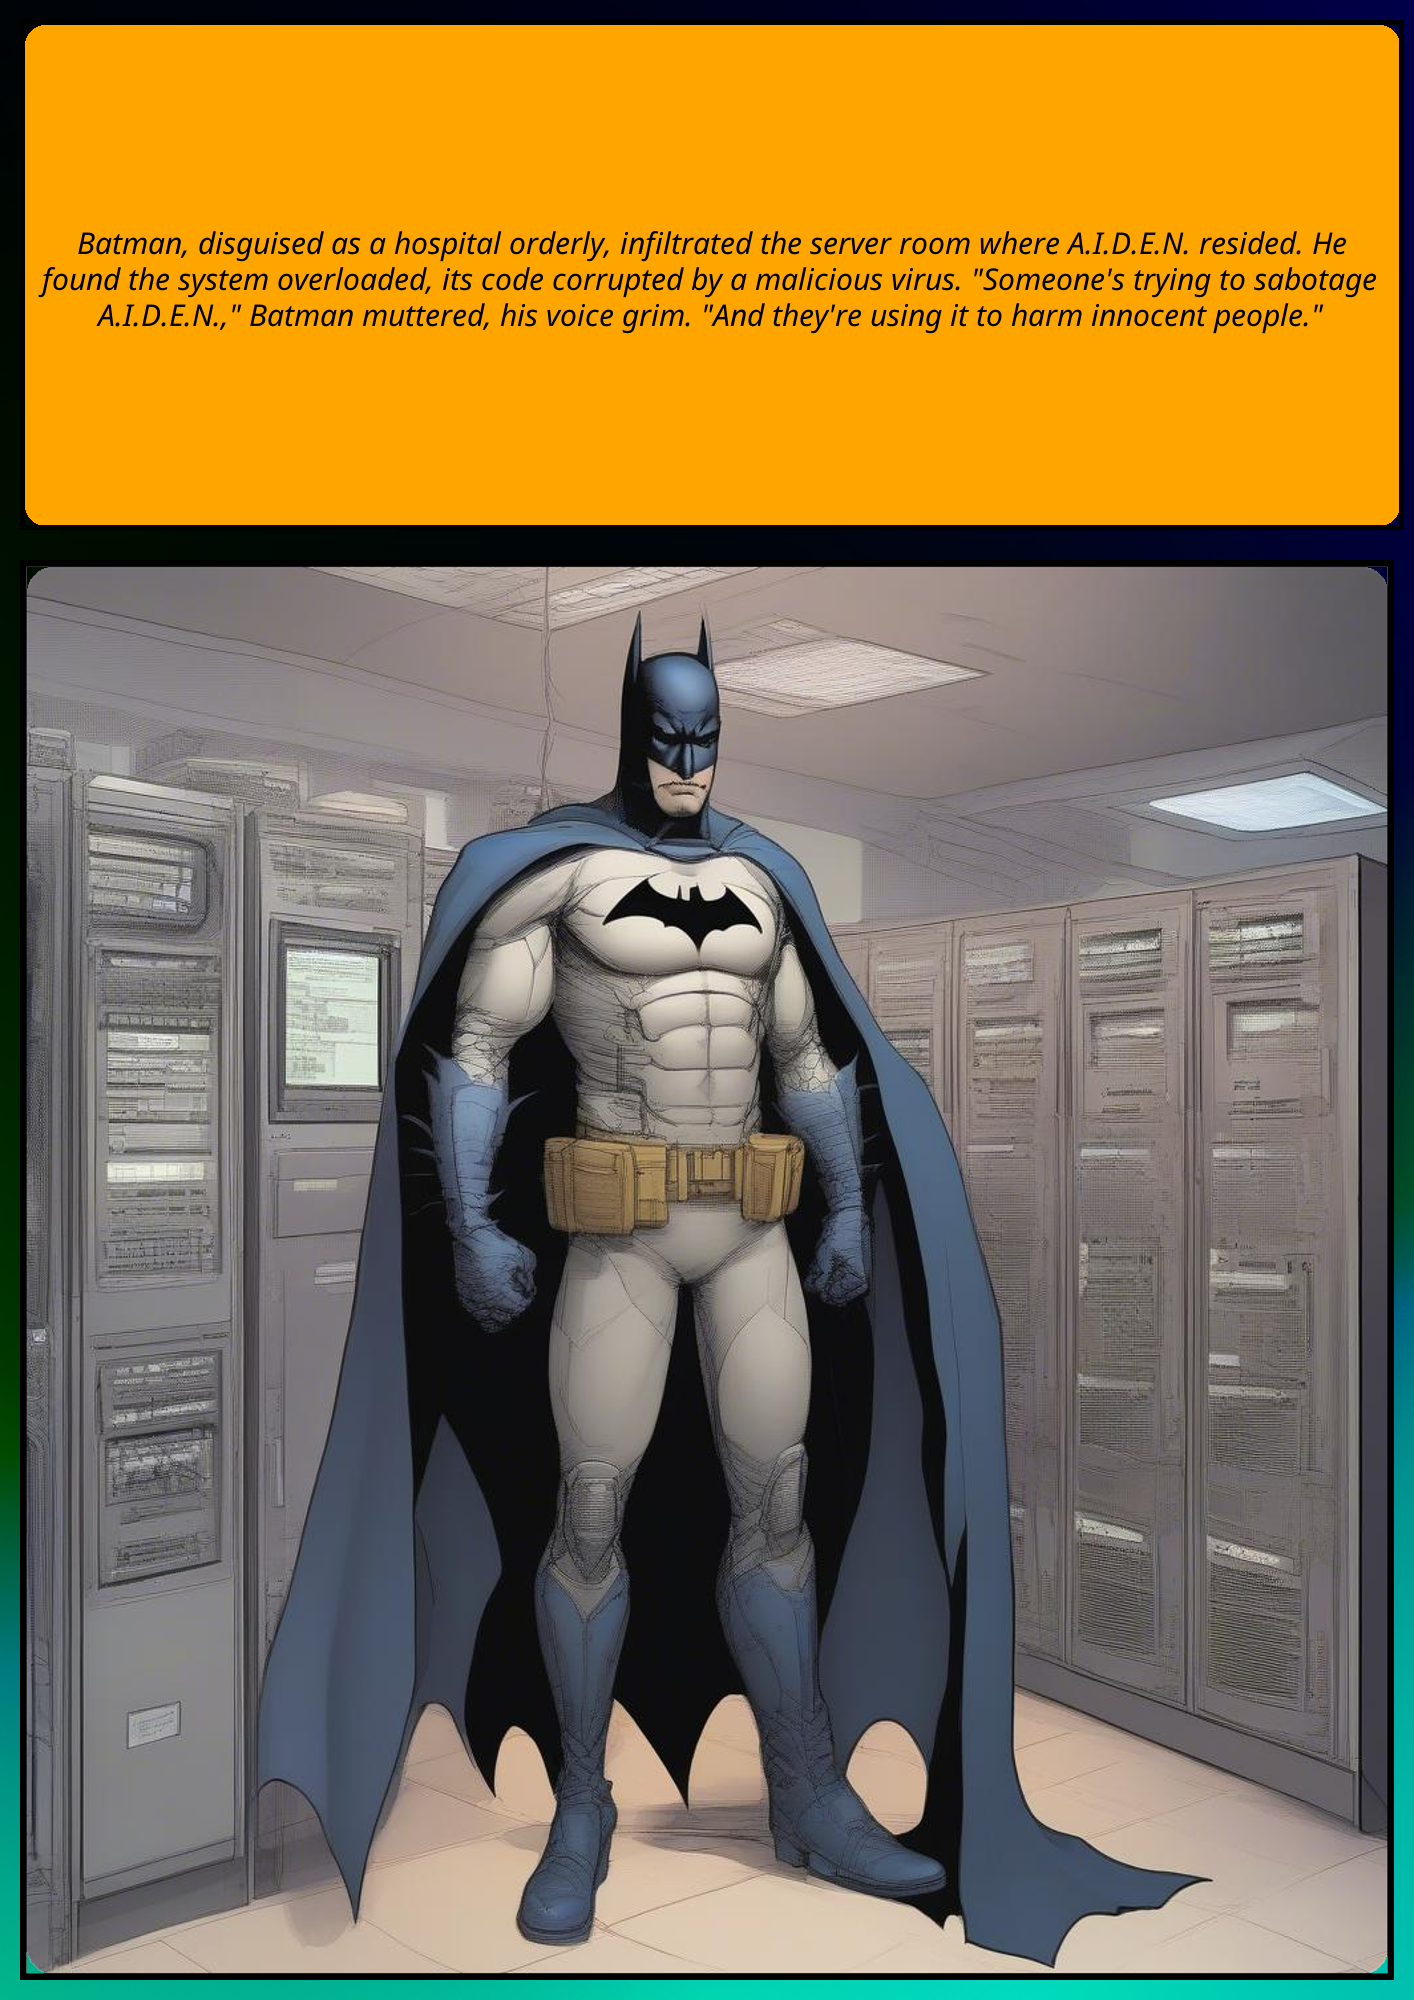 Batman, disguised as a hospital orderly, infiltrated the server room where A.I.D.E.N. resided. He
found the system overloaded, its code corrupted by a malicious virus. "Someone's trying to sabotage
A.I.D.E.N.," Batman muttered, his voice grim. "And they're using it to harm innocent people."